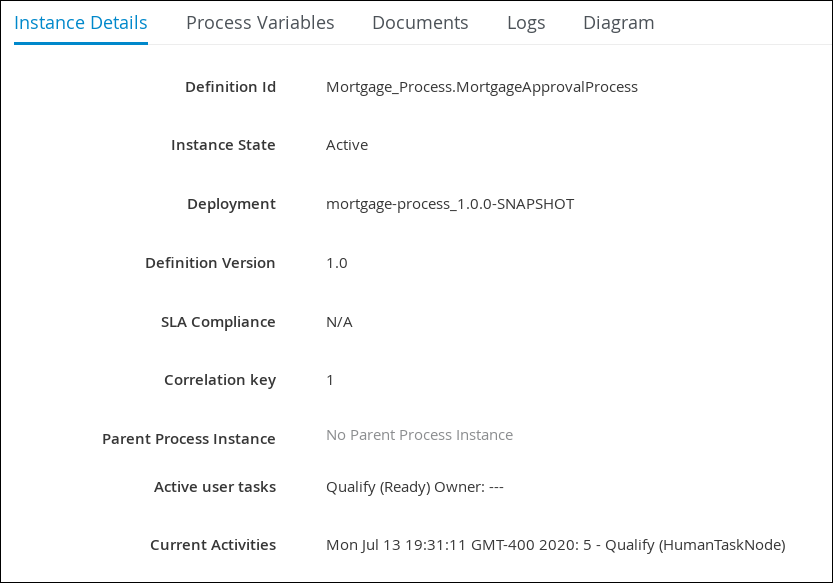 Instance Details Process Variables Documents Logs Diagram
Definition Id Mortgage_Process.MortgageApprovalProcess
Instance State Active
Deployment mortgage-process_1.0.0-SNAPSHOT
Definition Version 1.0
SLA Compliance N/A
Correlation key 1
Parent Process Instance No Parent Process Instance
Active user tasks Qualify (Ready) Owner: ---
Current Activities Mon Jul 13 19:31:11 GMT-400 2020: 5 - Qualify (HumanTaskNode)